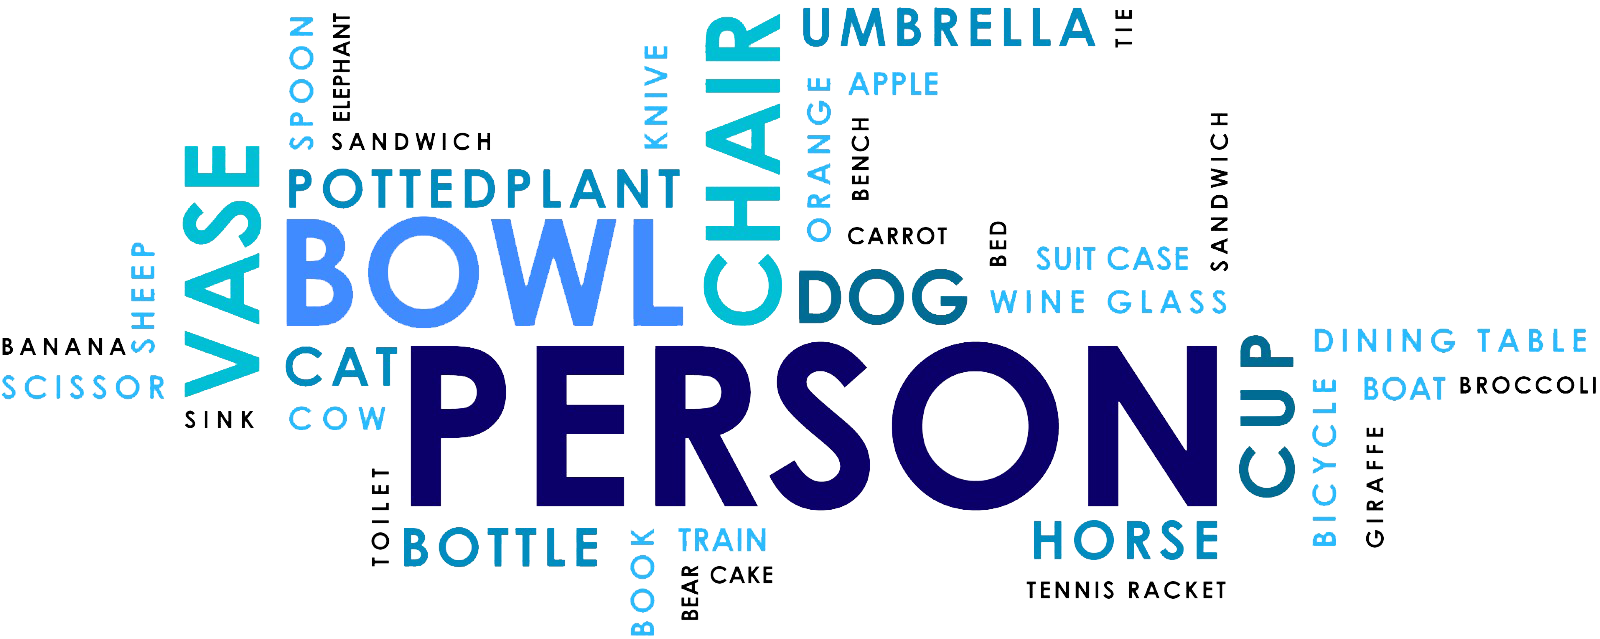 UMBRELLA
TIE
SPOON
ELEPHANT
KNIVE
CHAIR
ORANGE
APPLE
BENCH
SANDWICH
SANDWICH
VASE
POTTEDPLANT
BOWL
CARROT
BED
SUIT CASE
SHEEP
DOG
WINE GLASS
BANANA
SCISSOR
SINK
CAT
COW
PERSON
CUP
DINING TABLE
BICYCLE
BOAT
BROCCOLI
GIRAFFE
TOILET
BOTTLE
BOOK
TRAIN
BEAR
CAKE
HORSE
TENNIS RACKET